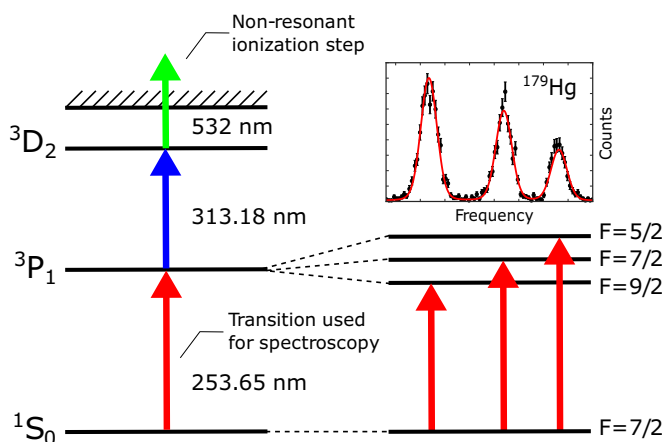 Non-resonant
ionization step
¹⁷⁹Hg
Counts
Frequency
532 nm
³D₂
313.18 nm
³P₁
F=5/2
F=7/2
F=9/2
Transition used
for spectroscopy
253.65 nm
¹S₀
F=7/2